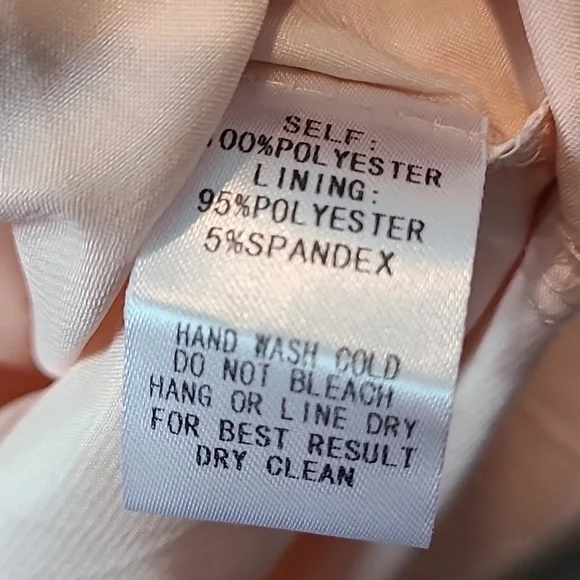 SELF:
100%POLYESTER
LINING:
95%POLYESTER
5%SPANDEX
HAND WASH COLD
DO NOT BLEACH
HANG OR LINE DRY
FOR BEST RESULT
DRY CLEAN